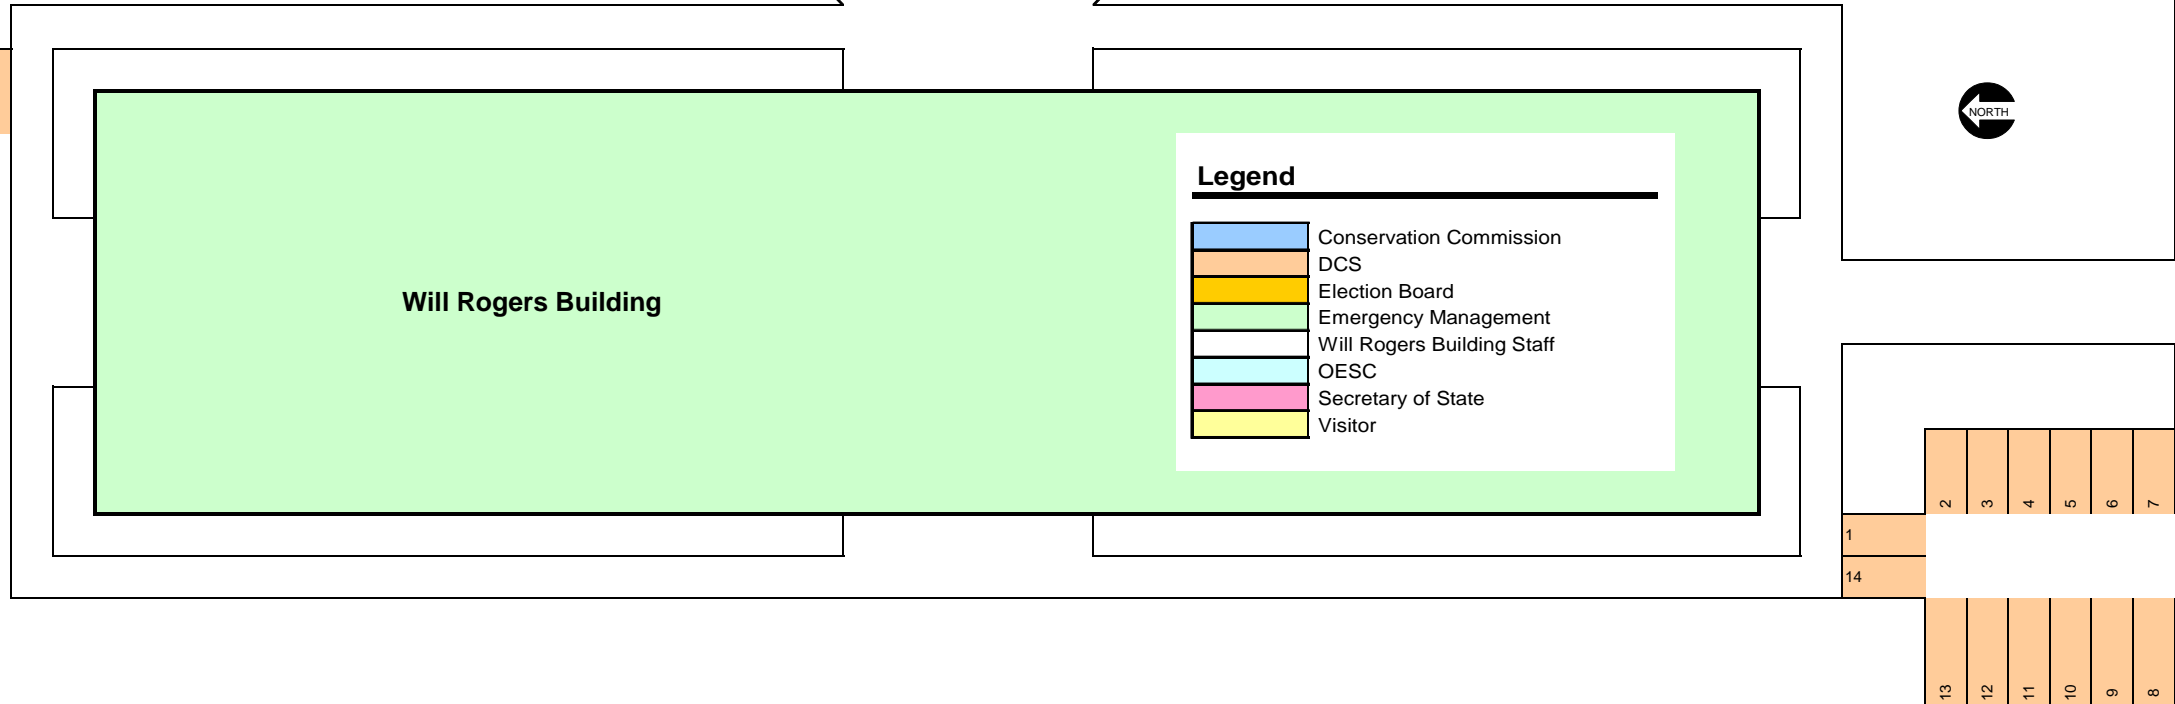 NORTH
Legend
Conservation Commission
DCS
Election Board
Emergency Management
Will Rogers Building Staff
OESC
Secretary of State
Visitor
Will Rogers Building
2 3 4 5 6 7
1
14
13 12 11 10 9 8